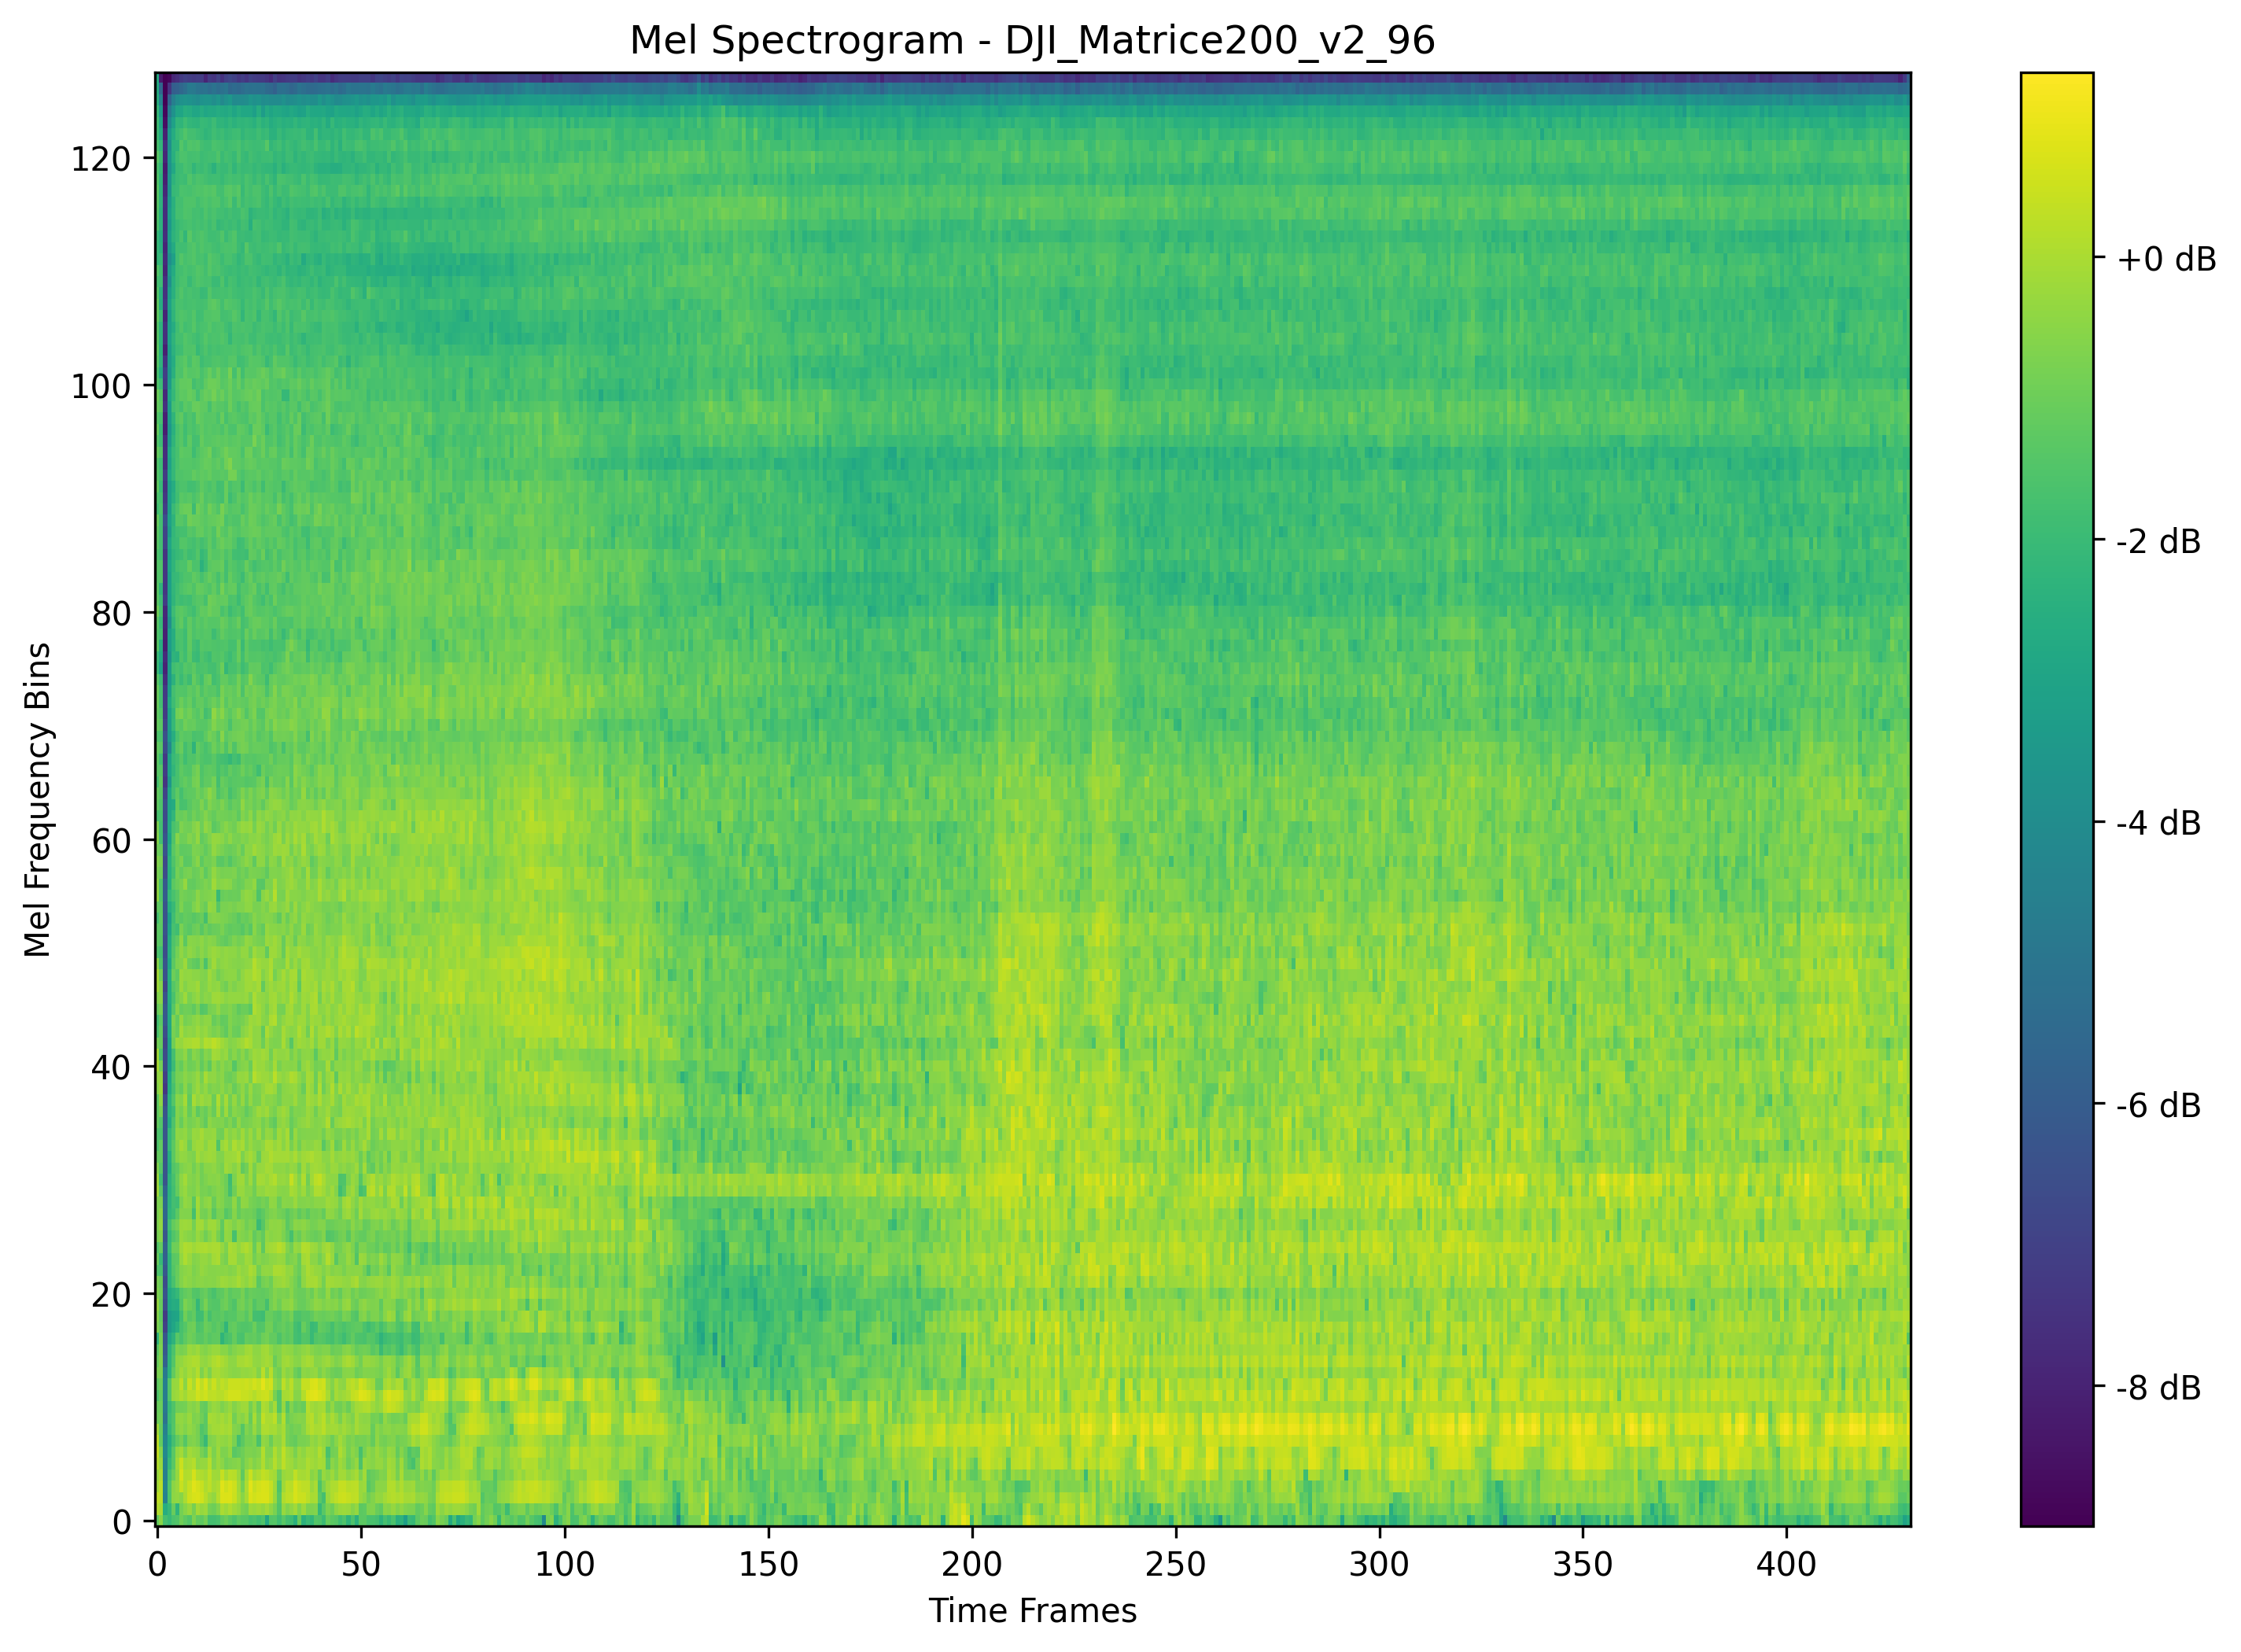 Mel Spectrogram - DJI_Matrice200_v2_96
120
100
80
60
40
20
0
Mel Frequency Bins
0 50 100 150 200 250 300 350 400
Time Frames
+0 dB
-2 dB
-4 dB
-6 dB
-8 dB